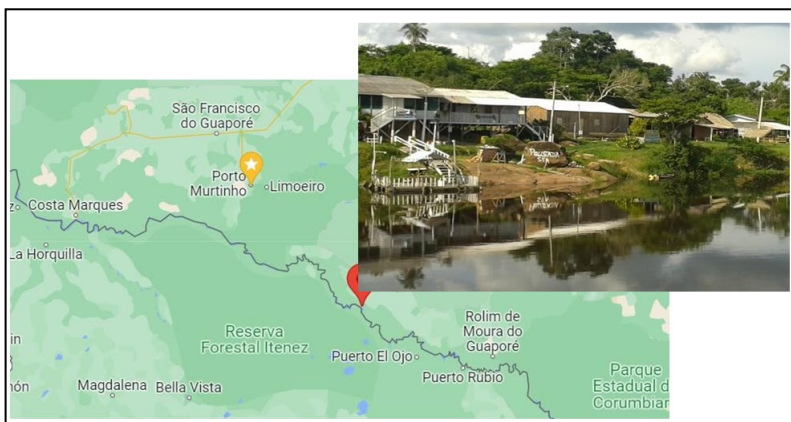 São Francisco
do Guaporé
Porto
Murtinho
Limoeiro
Costa Marques
La Horquilla
Reserva
Forestal Itenez
Rolim de
Moura do
Guaporé
Puerto El Ojo
Puerto Rubio
Magdalena
Bella Vista
Parque
Estadual d
Corumbiar
POUSADA